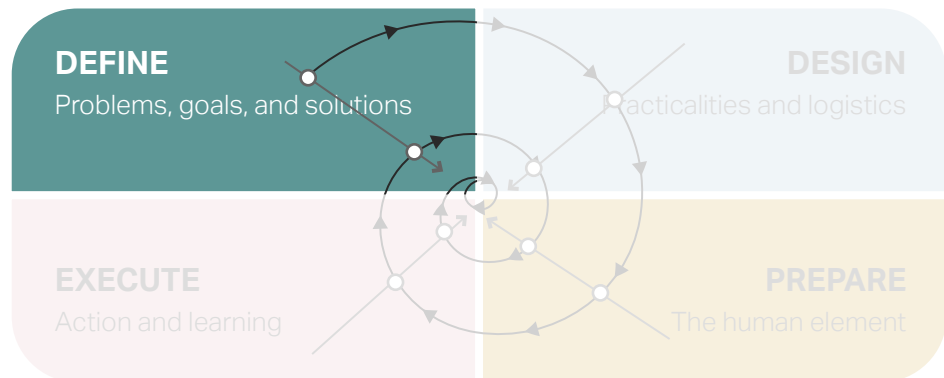 DEFINE
Problems, goals, and solutions
DESIGN
Practicalities and logistics
EXECUTE
Action and learning
PREPARE
The human element